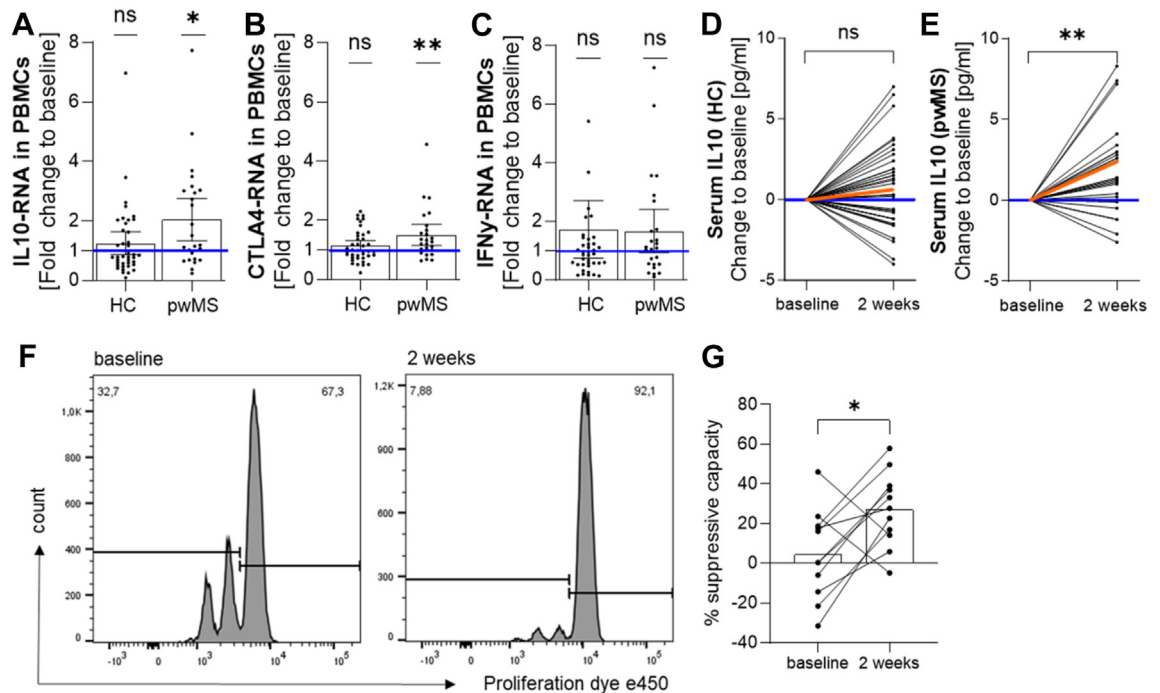 A
IL10-RNA in PBMCs
[Fold change to baseline]
ns
*
8
6
4
2
1
0
HC
pwMS
B
CTLA4-RNA in PBMCs
[Fold change to baseline]
ns
**
8
6
4
2
1
0
HC
pwMS
C
IFNy-RNA in PBMCs
[Fold change to baseline]
ns
ns
8
6
4
2
1
0
HC
pwMS
D
Serum IL10 (HC)
Change to baseline [pg/ml]
ns
10
5
0
-5
baseline
2 weeks
E
Serum IL10 (pwMS)
Change to baseline [pg/ml]
**
10
5
0
-5
baseline
2 weeks
F
baseline
32,7
67,3
1,0K
800
600
400
200
0
-10³ 0 10³ 10⁴ 10⁵
count
2 weeks
7,88
92,1
1,2K
900
600
300
0
-10³ 0 10³ 10⁴ 10⁵
Proliferation dye e450
G
% suppressive capacity
*
80
60
40
20
0
-20
-40
baseline
2 weeks